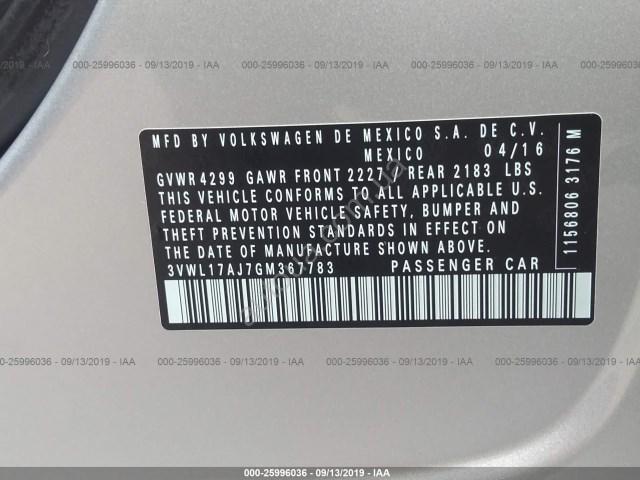 000-25996036 - 09/13/2019 - IAA
000-25996036 - 09/13/2019 - IAA
000-25996036 - 09/13/2019 - IAA
MFD BY VOLKSWAGEN DE MEXICO S.A. DE C.V.
MEXICO 04/16
GVWR 4299 GAWR FRONT 2227 / REAR 2183 LBS
THIS VEHICLE CONFORMS TO ALL APPLICABLE U.S.
FEDERAL MOTOR VEHICLE SAFETY, BUMPER AND
THEFT PREVENTION STANDARDS IN EFFECT ON
THE DATE OF MANUFACTURE SHOWN ABOVE.
3VWL17AJ7GM361783 PASSENGER CAR
1156806 3176 M
000-25996036 - 09/13/2019 - IAA
000-25996036 - 09/13/2019 - IAA
000-25996036 - 09/13/2019 - IAA
000-25996036 - 09/13/2019 - IAA